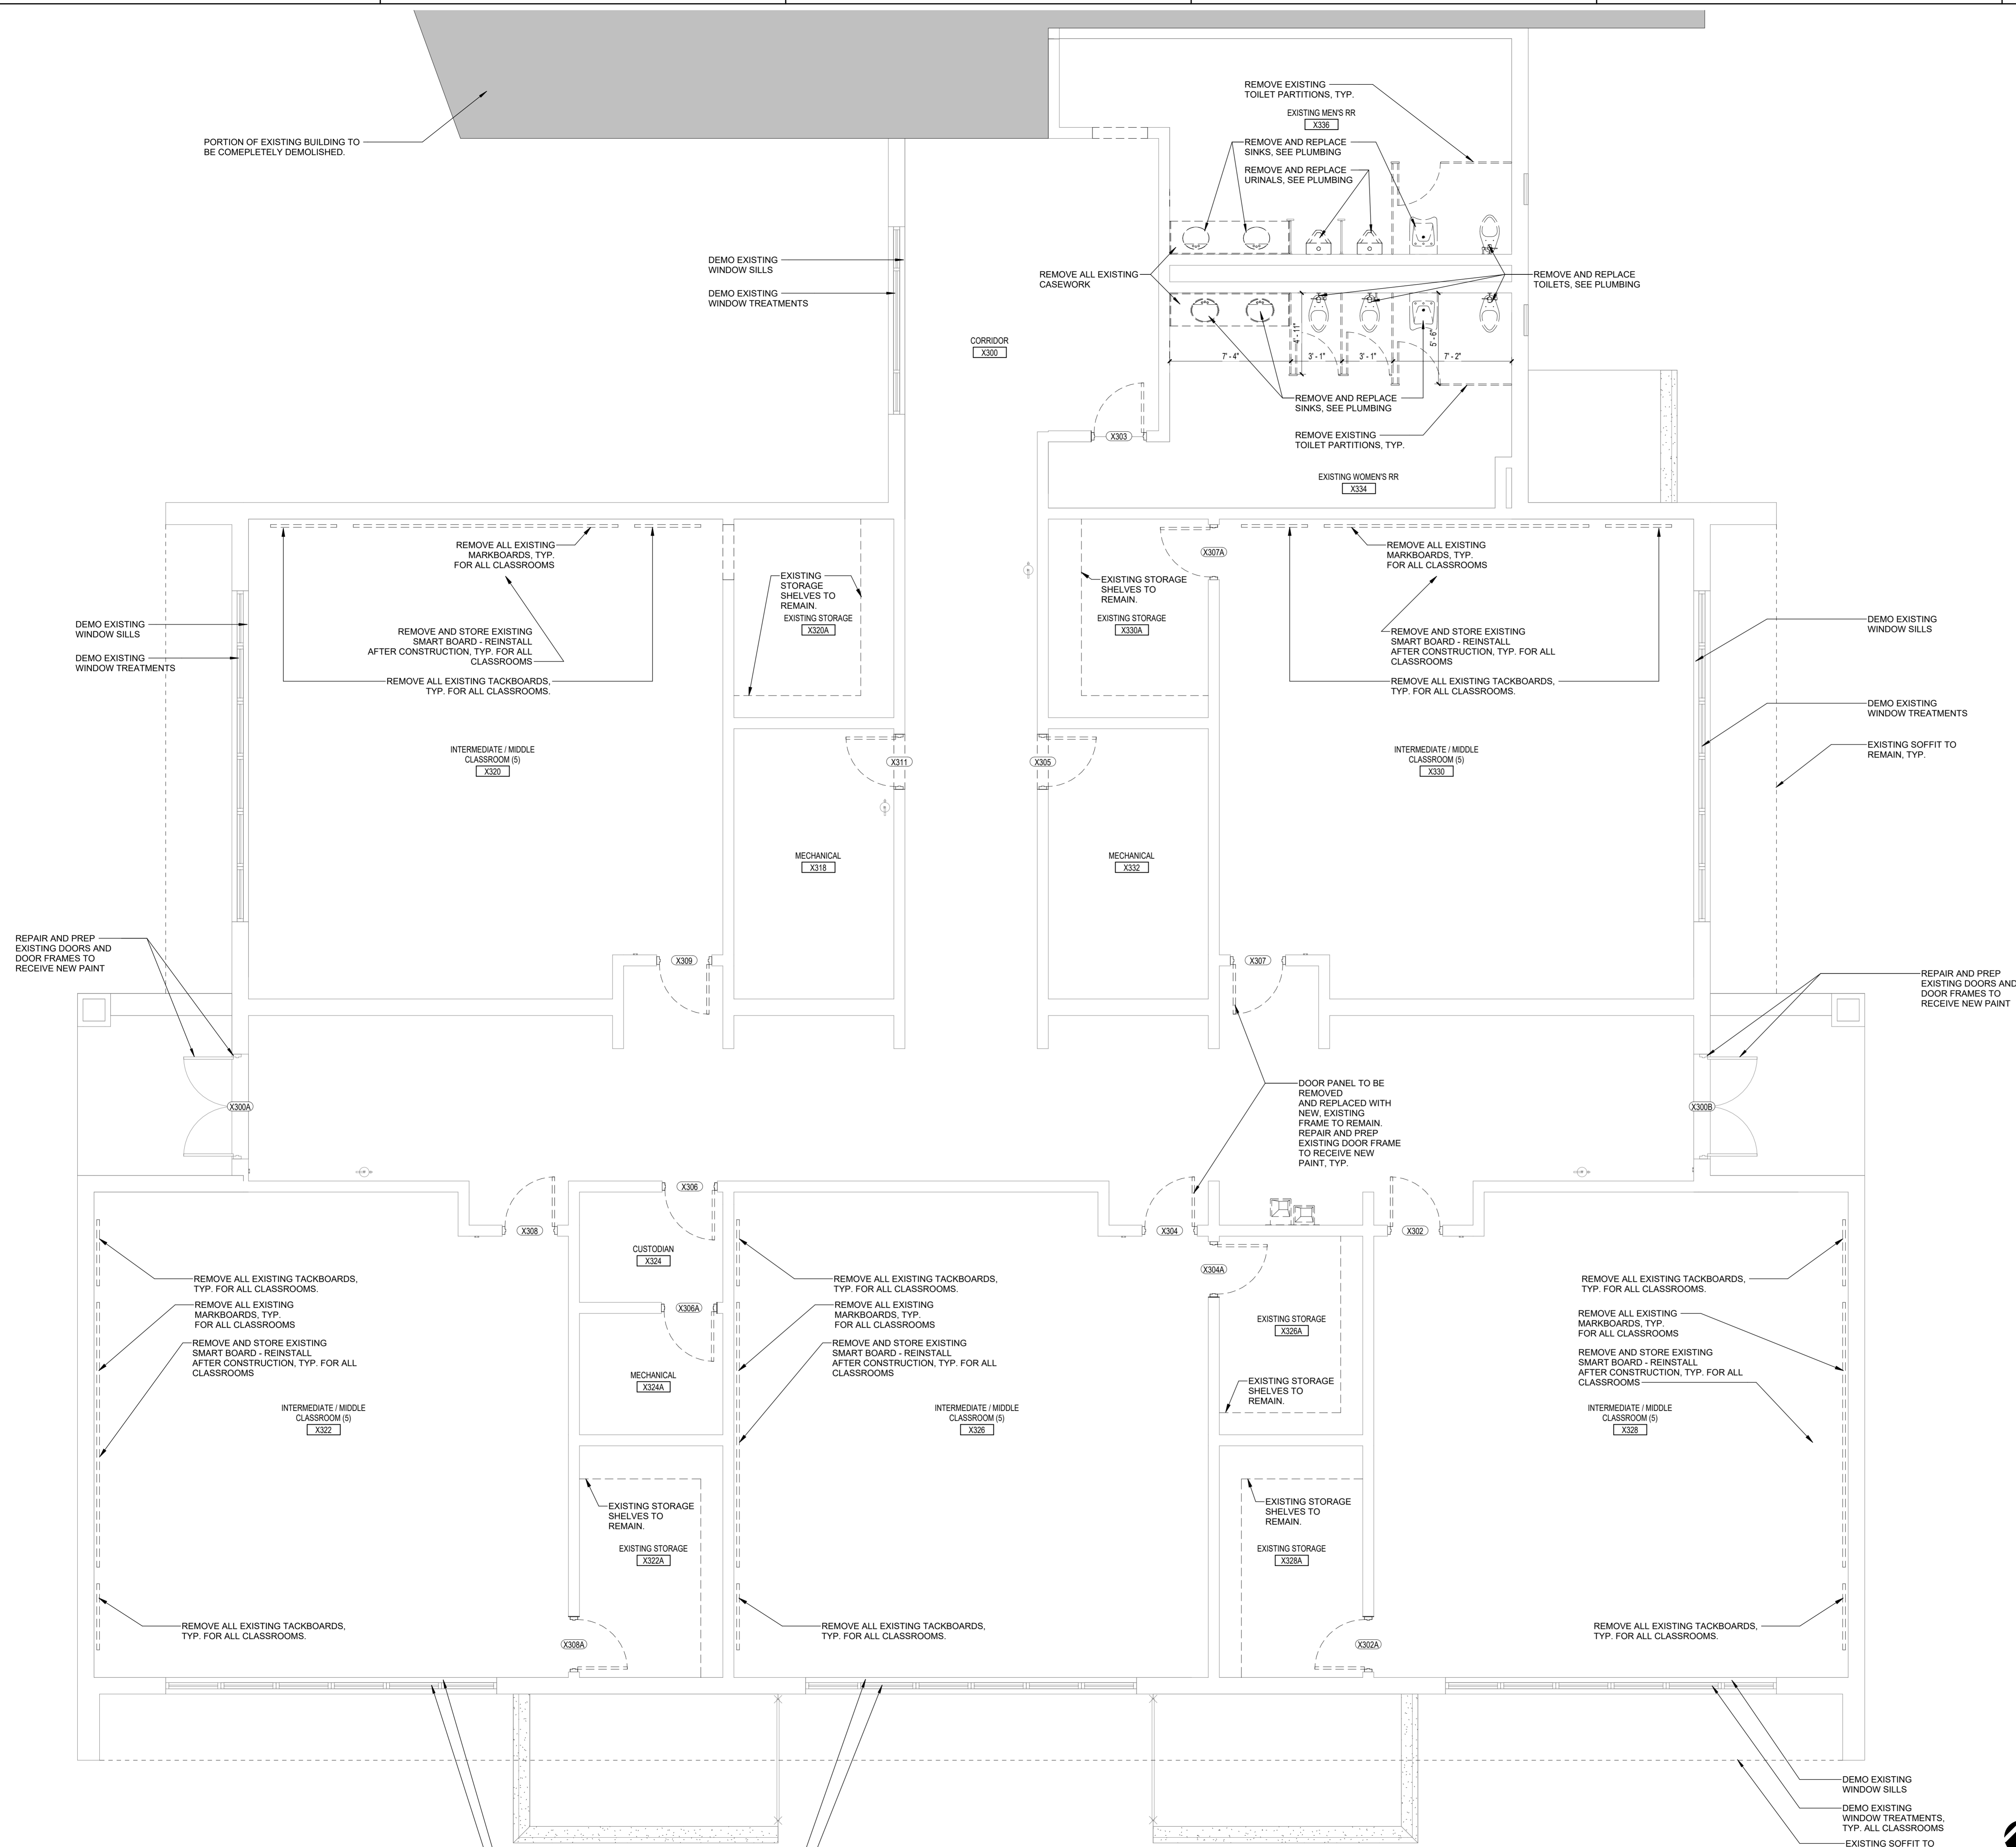 REMOVE EXISTING
TOILET PARTITIONS, TYP.
EXISTING MEN'S RR
X336
PORTION OF EXISTING BUILDING TO
BE COMEPLETELY DEMOLISHED.
REMOVE AND REPLACE
SINKS, SEE PLUMBING
REMOVE AND REPLACE
URINALS, SEE PLUMBING
DEMO EXISTING
WINDOW SILLS
DEMO EXISTING
WINDOW TREATMENTS
REMOVE ALL EXISTING
CASEWORK
REMOVE AND REPLACE
TOILETS, SEE PLUMBING
CORRIDOR
X300
4' - 11"
5' - 6"
7' - 4"
3' - 1"
3' - 1"
7' - 2"
REMOVE AND REPLACE
SINKS, SEE PLUMBING
X303
REMOVE EXISTING
TOILET PARTITIONS, TYP.
EXISTING WOMEN'S RR
X334
REMOVE ALL EXISTING
MARKBOARDS, TYP.
FOR ALL CLASSROOMS
EXISTING
STORAGE
SHELVES TO
REMAIN.
EXISTING STORAGE
X320A
X307A
EXISTING STORAGE
SHELVES TO
REMAIN.
EXISTING STORAGE
X330A
REMOVE ALL EXISTING
MARKBOARDS, TYP.
FOR ALL CLASSROOMS
DEMO EXISTING
WINDOW SILLS
DEMO EXISTING
WINDOW TREATMENTS
REMOVE AND STORE EXISTING
SMART BOARD - REINSTALL
AFTER CONSTRUCTION, TYP. FOR ALL
CLASSROOMS
REMOVE ALL EXISTING TACKBOARDS,
TYP. FOR ALL CLASSROOMS.
REMOVE AND STORE EXISTING
SMART BOARD - REINSTALL
AFTER CONSTRUCTION, TYP. FOR ALL
CLASSROOMS
REMOVE ALL EXISTING TACKBOARDS,
TYP. FOR ALL CLASSROOMS.
DEMO EXISTING
WINDOW SILLS
DEMO EXISTING
WINDOW TREATMENTS
EXISTING SOFFIT TO
REMAIN, TYP.
INTERMEDIATE / MIDDLE
CLASSROOM (5)
X320
X311
X305
INTERMEDIATE / MIDDLE
CLASSROOM (5)
X330
MECHANICAL
X318
MECHANICAL
X332
REPAIR AND PREP
EXISTING DOORS AND
DOOR FRAMES TO
RECEIVE NEW PAINT
X309
X307
REPAIR AND PREP
EXISTING DOORS AND
DOOR FRAMES TO
RECEIVE NEW PAINT
X300A
X300B
DOOR PANEL TO BE
REMOVED
AND REPLACED WITH
NEW, EXISTING
FRAME TO REMAIN.
REPAIR AND PREP
EXISTING DOOR FRAME
TO RECEIVE NEW
PAINT, TYP.
X308
X306
X304
X302
CUSTODIAN
X324
X304A
X306A
REMOVE ALL EXISTING TACKBOARDS,
TYP. FOR ALL CLASSROOMS.
REMOVE ALL EXISTING
MARKBOARDS, TYP.
FOR ALL CLASSROOMS
REMOVE AND STORE EXISTING
SMART BOARD - REINSTALL
AFTER CONSTRUCTION, TYP. FOR ALL
CLASSROOMS
INTERMEDIATE / MIDDLE
CLASSROOM (5)
X322
MECHANICAL
X324A
REMOVE ALL EXISTING TACKBOARDS,
TYP. FOR ALL CLASSROOMS.
REMOVE ALL EXISTING
MARKBOARDS, TYP.
FOR ALL CLASSROOMS
REMOVE AND STORE EXISTING
SMART BOARD - REINSTALL
AFTER CONSTRUCTION, TYP. FOR ALL
CLASSROOMS
INTERMEDIATE / MIDDLE
CLASSROOM (5)
X326
EXISTING STORAGE
X326A
EXISTING STORAGE
SHELVES TO
REMAIN.
REMOVE ALL EXISTING TACKBOARDS,
TYP. FOR ALL CLASSROOMS.
REMOVE ALL EXISTING
MARKBOARDS, TYP.
FOR ALL CLASSROOMS
REMOVE AND STORE EXISTING
SMART BOARD - REINSTALL
AFTER CONSTRUCTION, TYP. FOR ALL
CLASSROOMS
INTERMEDIATE / MIDDLE
CLASSROOM (5)
X328
EXISTING STORAGE
SHELVES TO
REMAIN.
EXISTING STORAGE
X322A
EXISTING STORAGE
SHELVES TO
REMAIN.
EXISTING STORAGE
X328A
REMOVE ALL EXISTING TACKBOARDS,
TYP. FOR ALL CLASSROOMS.
X308A
REMOVE ALL EXISTING TACKBOARDS,
TYP. FOR ALL CLASSROOMS.
X302A
REMOVE ALL EXISTING TACKBOARDS,
TYP. FOR ALL CLASSROOMS.
DEMO EXISTING
WINDOW SILLS
DEMO EXISTING
WINDOW TREATMENTS,
TYP. ALL CLASSROOMS
EXISTING SOFFIT TO